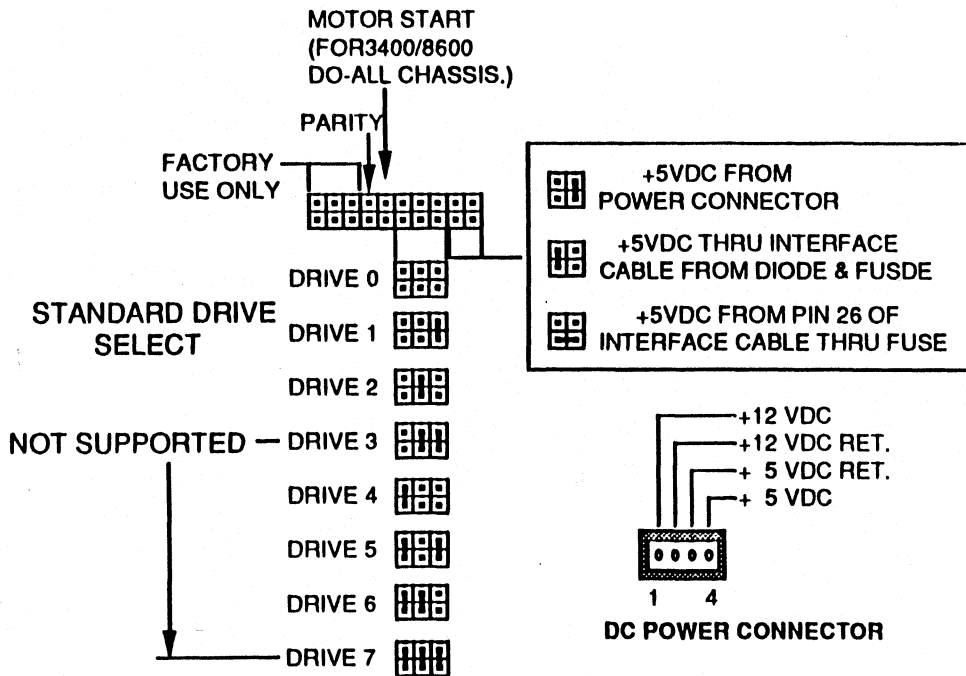 MOTOR START
(FOR3400/8600
DO-ALL CHASSIS.)
PARITY
FACTORY
USE ONLY
+5VDC FROM
POWER CONNECTOR
+5VDC THRU INTERFACE
CABLE FROM DIODE & FUSDE
+5VDC FROM PIN 26 OF
INTERFACE CABLE THRU FUSE
STANDARD DRIVE
SELECT
DRIVE 0
DRIVE 1
DRIVE 2
NOT SUPPORTED
DRIVE 3
DRIVE 4
DRIVE 5
DRIVE 6
DRIVE 7
+12 VDC
+12 VDC RET.
+ 5 VDC RET.
+ 5 VDC
1 4
DC POWER CONNECTOR